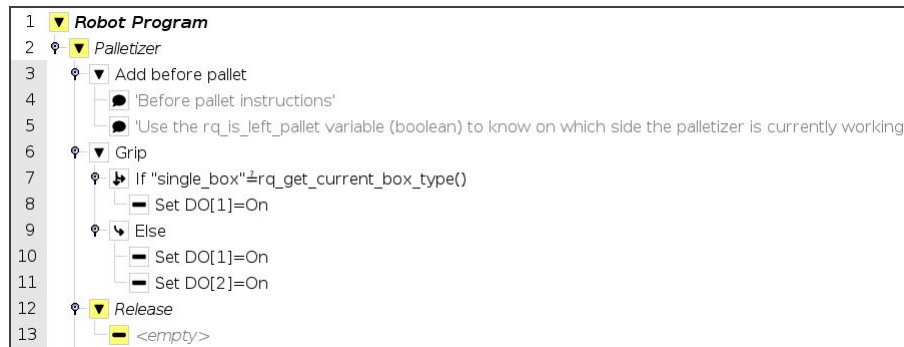 1 Robot Program
2 Palletizer
3 Add before pallet
4 'Before pallet instructions'
5 'Use the rq_is_left_pallet variable (boolean) to know on which side the palletizer is currently working
6 Grip
7 If "single_box"≟rq_get_current_box_type()
8 Set DO[1]=On
9 Else
10 Set DO[1]=On
11 Set DO[2]=On
12 Release
13 <empty>